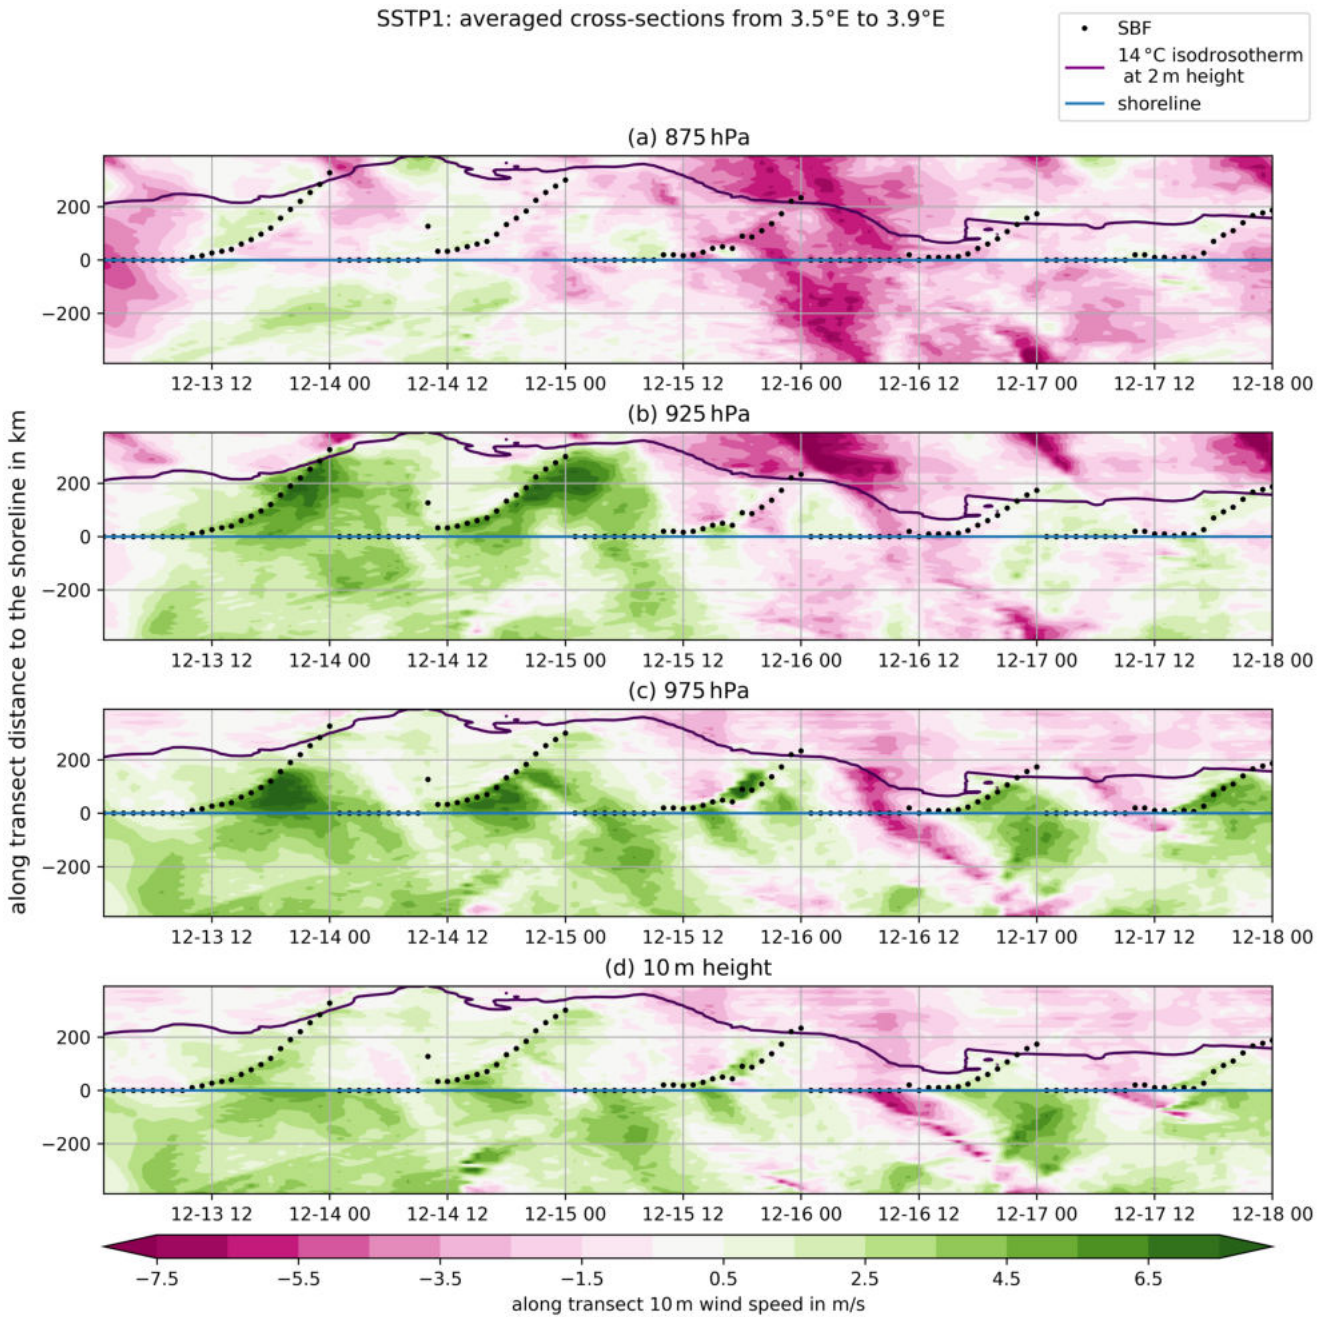 SSTP1: averaged cross-sections from 3.5°E to 3.9°E
SBF
14 °C isodrosotherm
at 2 m height
shoreline
(a) 875 hPa
200
0
−200
12-13 12 12-14 00 12-14 12 12-15 00 12-15 12 12-16 00 12-16 12 12-17 00 12-17 12 12-18 00
(b) 925 hPa
200
0
−200
12-13 12 12-14 00 12-14 12 12-15 00 12-15 12 12-16 00 12-16 12 12-17 00 12-17 12 12-18 00
along transect distance to the shoreline in km
(c) 975 hPa
200
0
−200
12-13 12 12-14 00 12-14 12 12-15 00 12-15 12 12-16 00 12-16 12 12-17 00 12-17 12 12-18 00
(d) 10 m height
200
0
−200
12-13 12 12-14 00 12-14 12 12-15 00 12-15 12 12-16 00 12-16 12 12-17 00 12-17 12 12-18 00
−7.5 −5.5 −3.5 −1.5 0.5 2.5 4.5 6.5
along transect 10 m wind speed in m/s